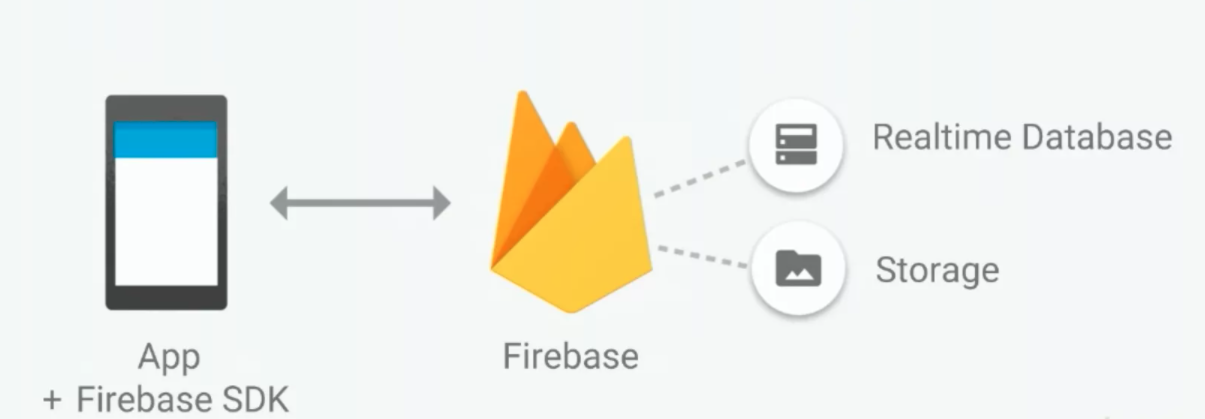 Realtime Database
Storage
App
+ Firebase SDK
Firebase